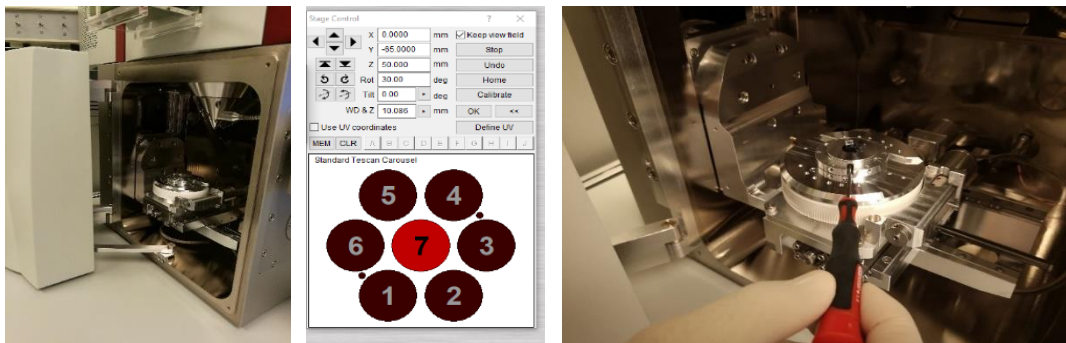 Stage Control ? ×
X 0.0000 mm Keep view field
Y -65.0000 mm Stop
Z 50.000 mm Undo
Rot 30.00 deg Home
Tilt 0.00 deg Calibrate
WD & Z 10.086 mm OK <<
Use UV coordinates Define UV
MEM CLR A B C D E F G H I J
Standard Tescan Carousel
5 4
6 7 3
1 2